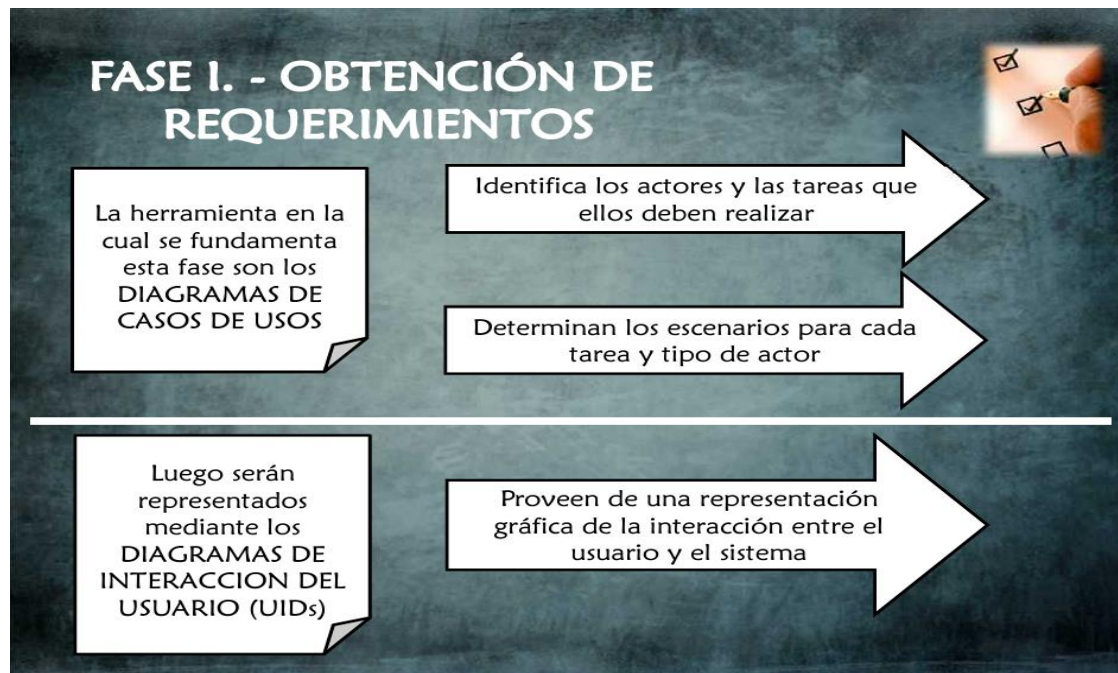 FASE I. - OBTENCIÓN DE
REQUERIMIENTOS
La herramienta en la
cual se fundamenta
esta fase son los
DIAGRAMAS DE
CASOS DE USOS
Identifica los actores y las tareas que
ellos deben realizar
Determinan los escenarios para cada
tarea y tipo de actor
Luego serán
representados
mediante los
DIAGRAMAS DE
INTERACCION DEL
USUARIO (UIDs)
Proveen de una representación
gráfica de la interacción entre el
usuario y el sistema